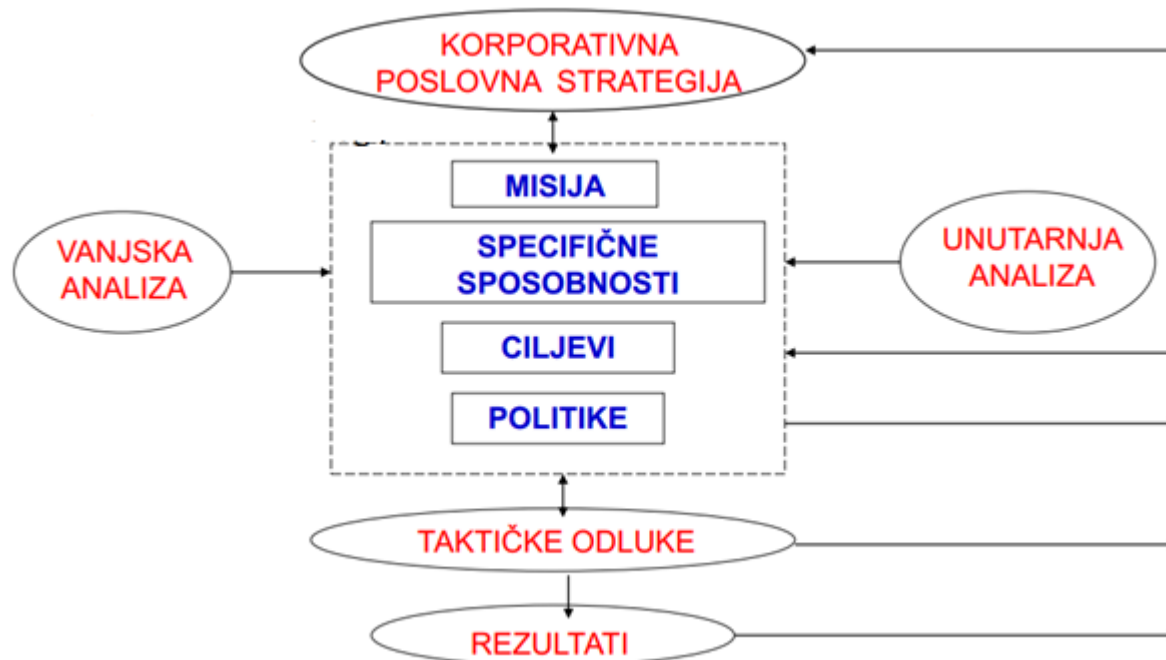 KORPORATIVNA
POSLOVNA STRATEGIJA
MISIJA
VANJSKA
ANALIZA
SPECIFIČNE
SPOSOBNOSTI
UNUTARNJA
ANALIZA
CILJEVI
POLITIKE
TAKTIČKE ODLUKE
REZULTATI